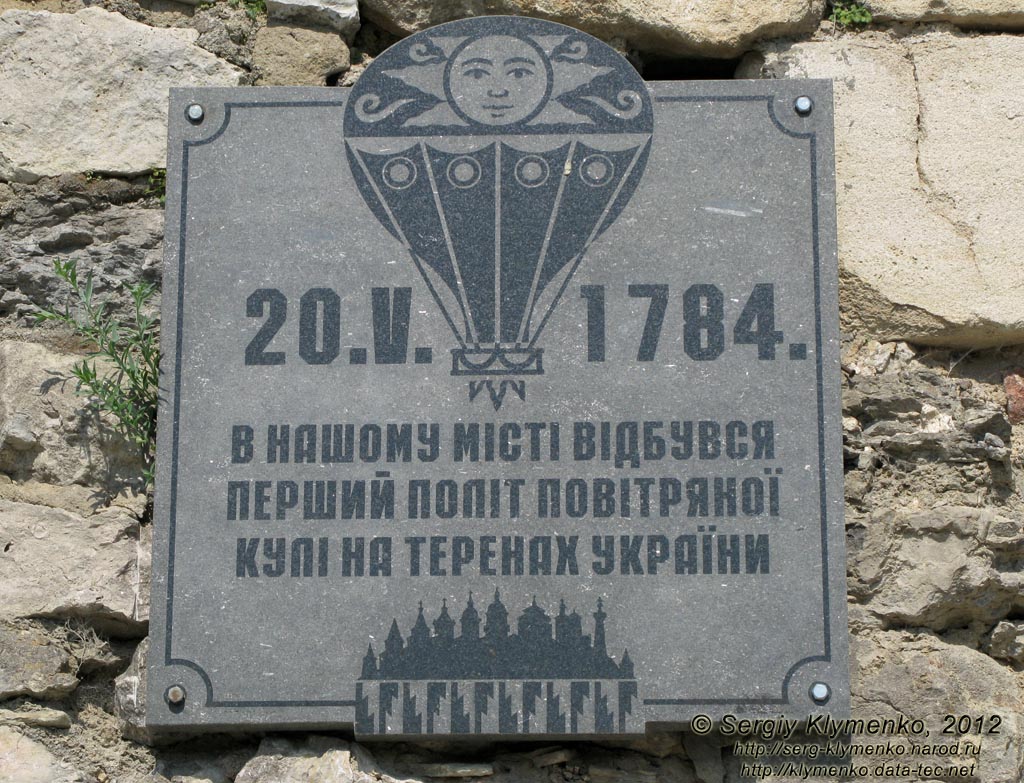 20.V. 1784.
В НАШОМУ МІСТІ ВІДБУВСЯ
ПЕРШИЙ ПОЛІТ ПОВІТРЯНОЇ
КУЛІ НА ТЕРЕНАХ УКРАЇНИ
© Sergiy Klymenko, 2012
http://serg-klymenko.narod.ru
http://klymenko.data-tec.net